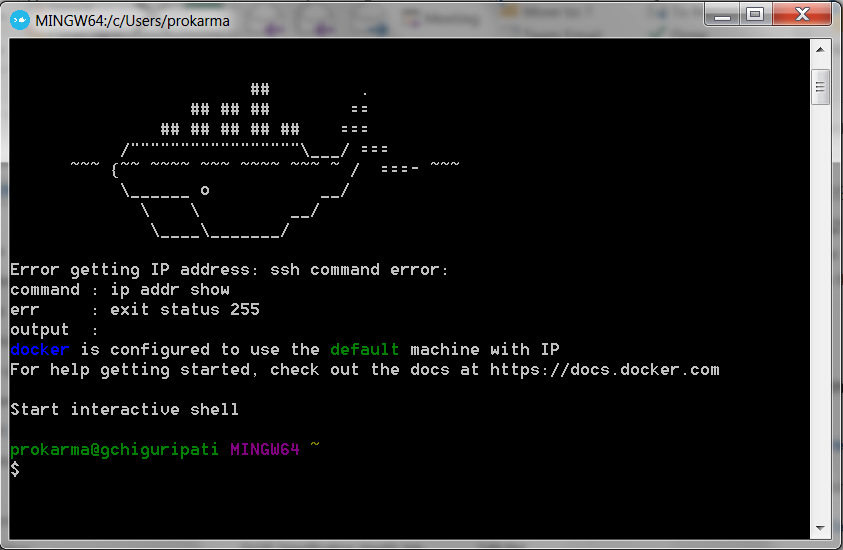 MINGW64:/c/Users/prokarma
                        ##         .
                  ## ## ##        ==
               ## ## ## ## ##    ===
           /"""""""""""""""""\___/ ===
      ~~~ {~~ ~~~~ ~~~ ~~~~ ~~~ ~ /  ===- ~~~
           \______ o           __/
             \    \         __/
              \____\_______/
Error getting IP address: ssh command error:
command : ip addr show
err     : exit status 255
output  :
docker is configured to use the default machine with IP
For help getting started, check out the docs at https://docs.docker.com
Start interactive shell
prokarma@gchiguripati MINGW64 ~
$